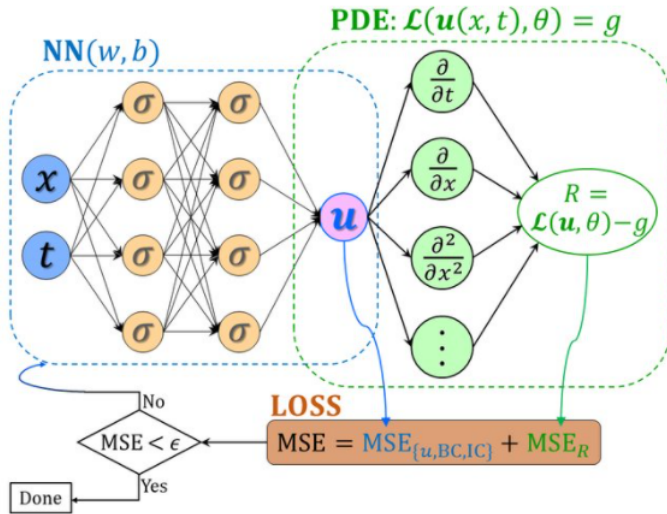 NN(w, b)
PDE: 𝓛(u(x, t), θ) = g
σ σ
σ σ
σ σ
σ σ
x
t
u
∂/∂t
∂/∂x
∂²/∂x²
⋮
R =
𝓛(u, θ)−g
LOSS
MSE = MSE{u,BC,IC} + MSE_R
No
MSE < ϵ
Yes
Done